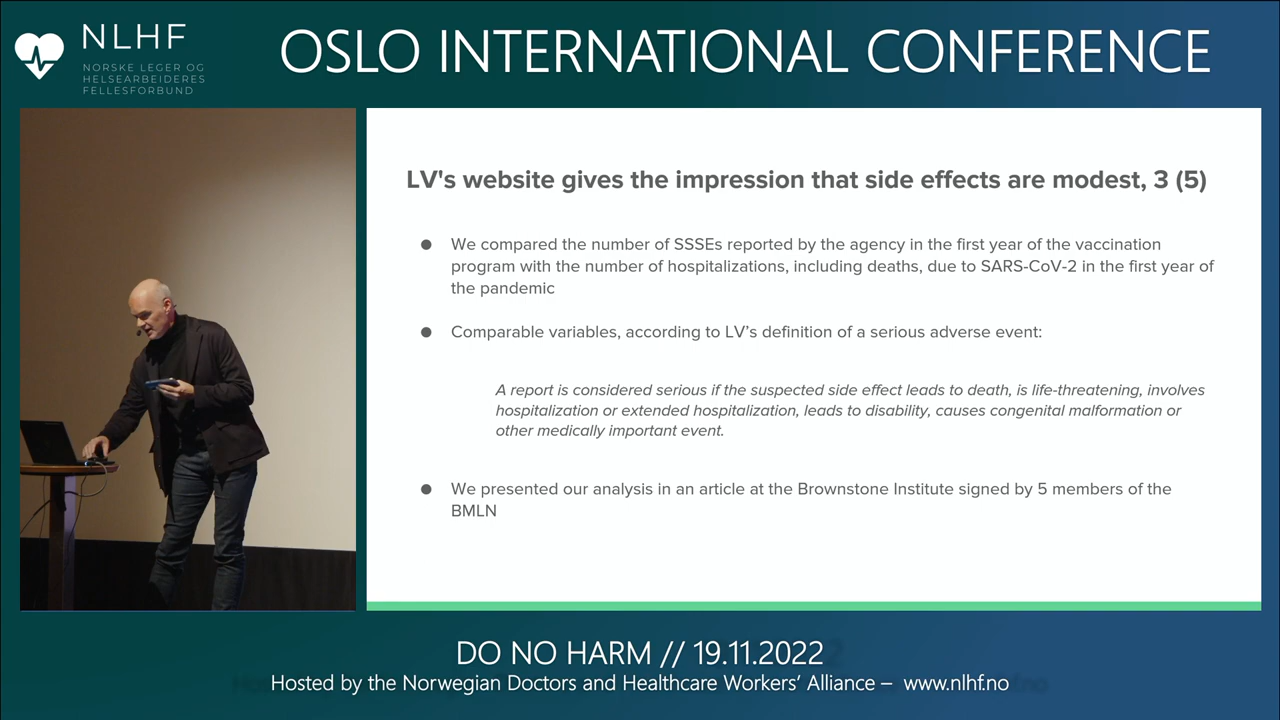 NLHF
NORSKE LEGER OG
HELSEARBEIDERES
FELLESFORBUND
OSLO INTERNATIONAL CONFERENCE
LV's website gives the impression that side effects are modest, 3 (5)
● We compared the number of SSSEs reported by the agency in the first year of the vaccination
program with the number of hospitalizations, including deaths, due to SARS-CoV-2 in the first year of
the pandemic
● Comparable variables, according to LV's definition of a serious adverse event:
A report is considered serious if the suspected side effect leads to death, is life-threatening, involves
hospitalization or extended hospitalization, leads to disability, causes congenital malformation or
other medically important event.
● We presented our analysis in an article at the Brownstone Institute signed by 5 members of the
BMLN
DO NO HARM // 19.11.2022
Hosted by the Norwegian Doctors and Healthcare Workers' Alliance – www.nlhf.no